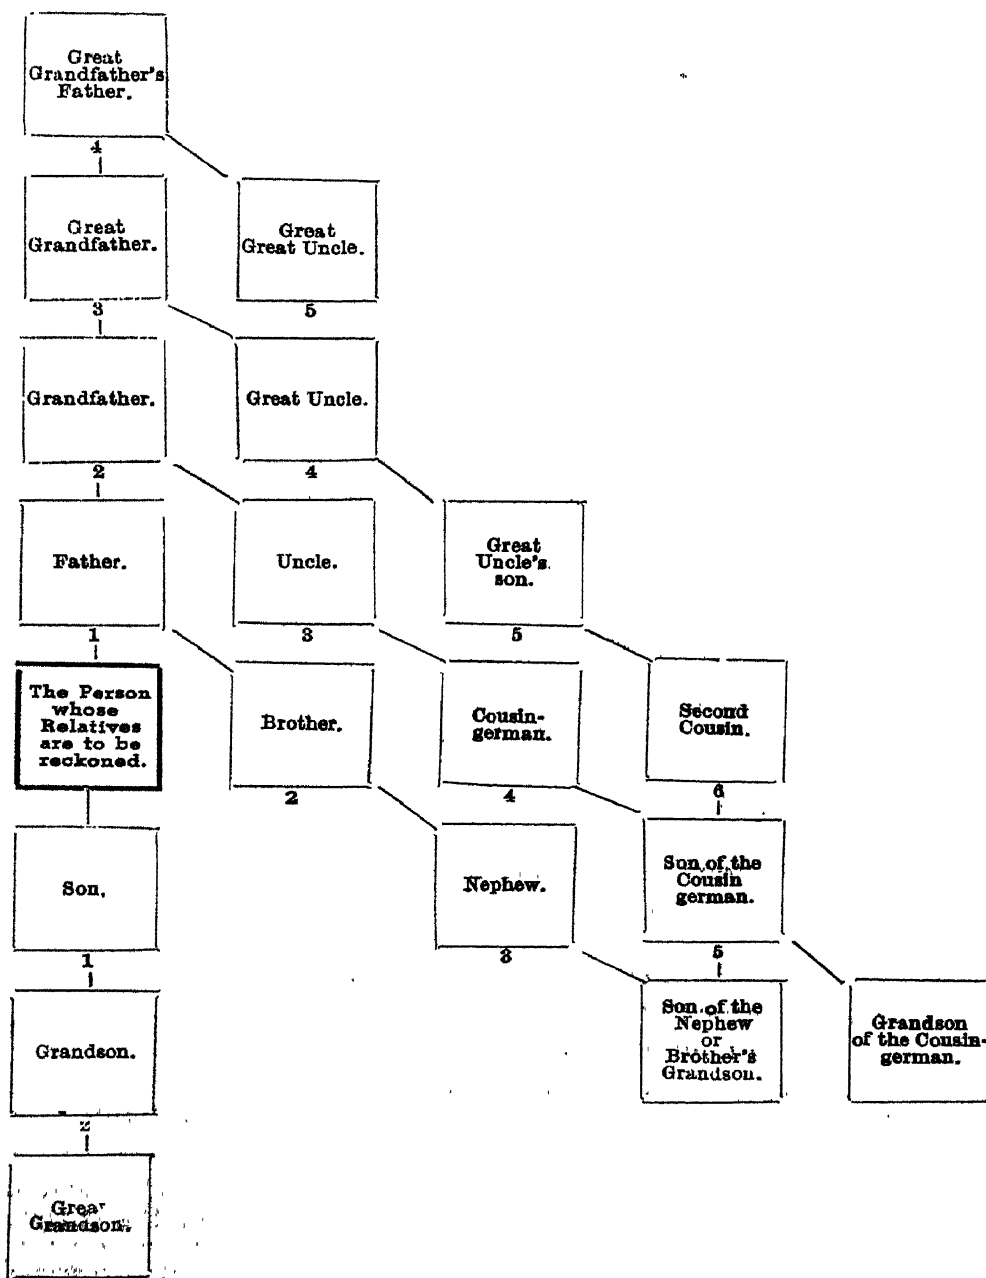 Great
Grandfather's
Father.
4
Great
Grandfather.
3
Great
Great Uncle.
5
Grandfather.
2
Great Uncle.
4
Father.
1
Uncle.
3
Great
Uncle's
son.
5
The Person
whose
Relatives
are to be
reckoned.
Brother.
2
Cousin-
german.
4
Second
Cousin.
6
Son.
1
Nephew.
3
Son of the
Cousin
german.
5
Grandson.
2
Son of the
Nephew
or
Brother's
Grandson.
Grandson
of the Cousin-
german.
Great
Grandson.